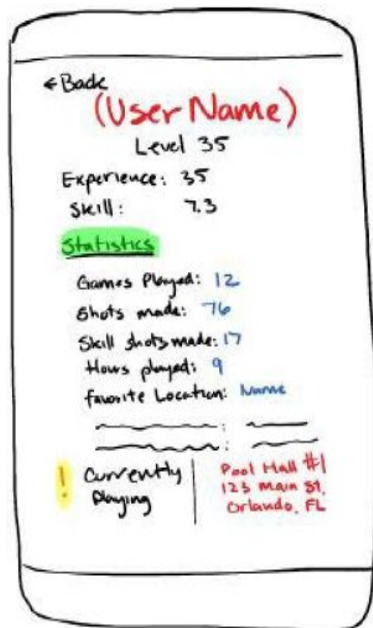 ← Back
(User Name)
Level 35
Experience: 35
Skill: 7.3
Statistics
Games Played: 12
Shots made: 76
Skill shots made: 17
Hours played: 9
favorite Location: Name
! Currently Playing
Pool Hall #1
123 Main St,
Orlando, FL